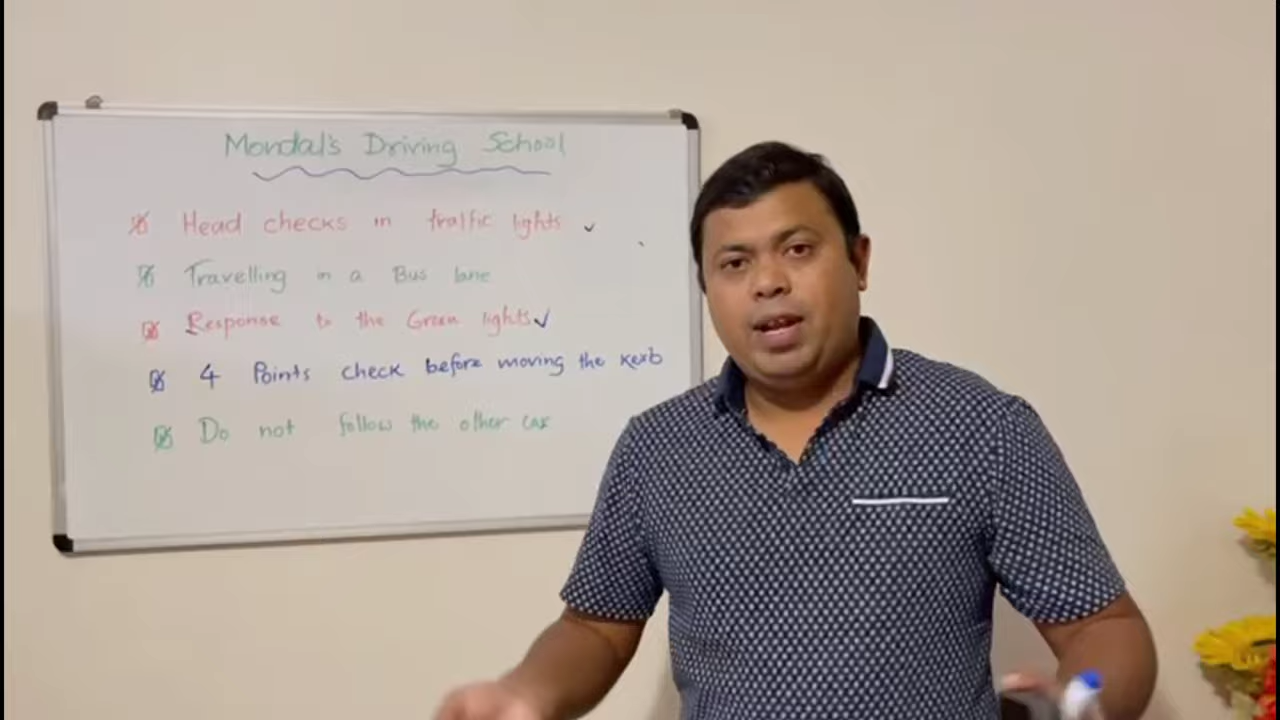 Mondal's Driving School
Head checks in traffic lights ✓
Travelling in a Bus lane
Response to the Green lights ✓
4 Points check before moving the kerb
Do not follow the other car